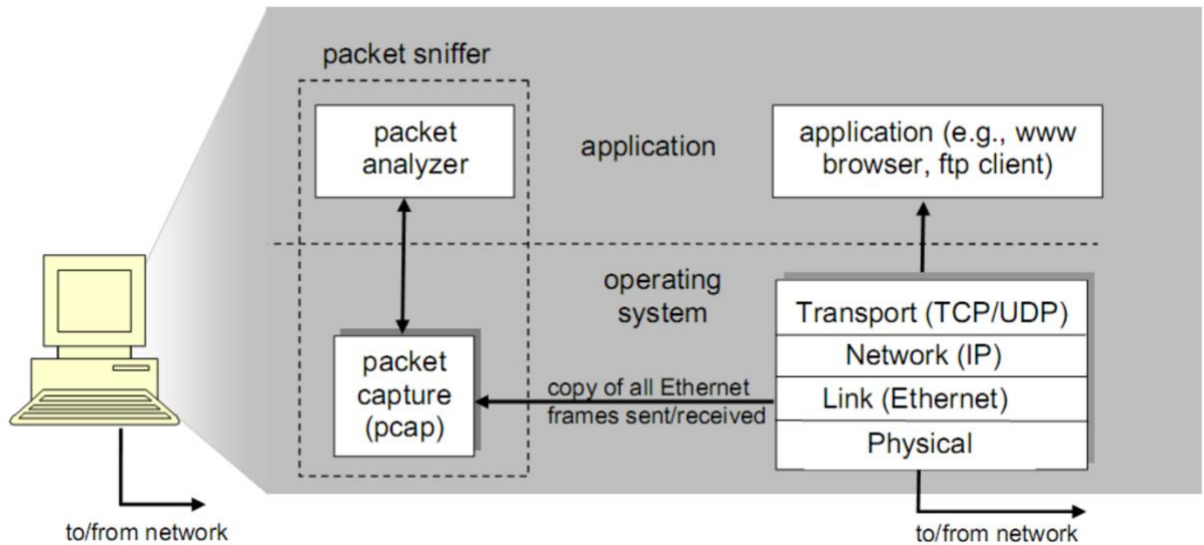 packet sniffer
packet
analyzer
application
application (e.g., www
browser, ftp client)
operating
system
packet
capture
(pcap)
copy of all Ethernet
frames sent/received
Transport (TCP/UDP)
Network (IP)
Link (Ethernet)
Physical
to/from network
to/from network